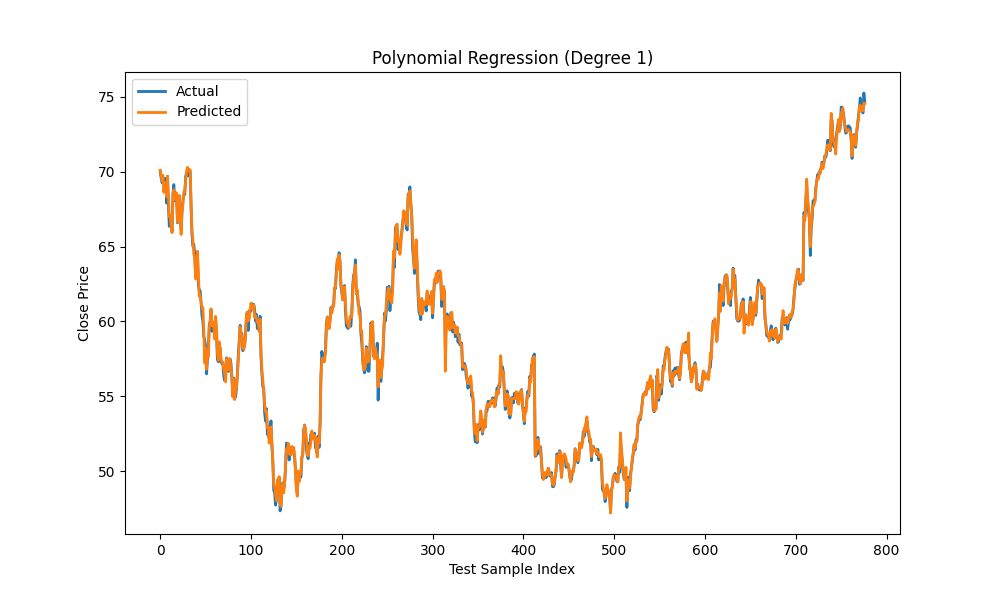 Polynomial Regression (Degree 1)
Actual
Predicted
75
70
65
60
55
50
Close Price
0 100 200 300 400 500 600 700 800
Test Sample Index